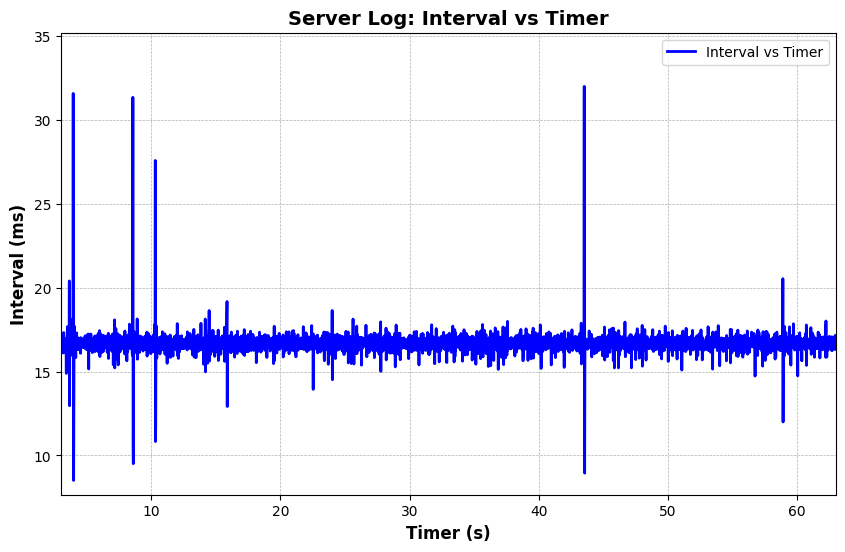 Server Log: Interval vs Timer
Interval vs Timer
35
30
25
20
15
10
Interval (ms)
10 20 30 40 50 60
Timer (s)